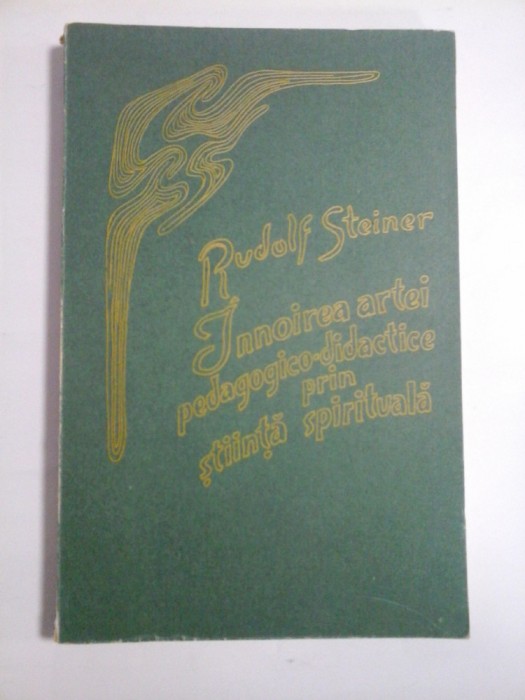 Rudolf Steiner
Înnoirea artei
pedagogico-didactice
prin
știință spirituală